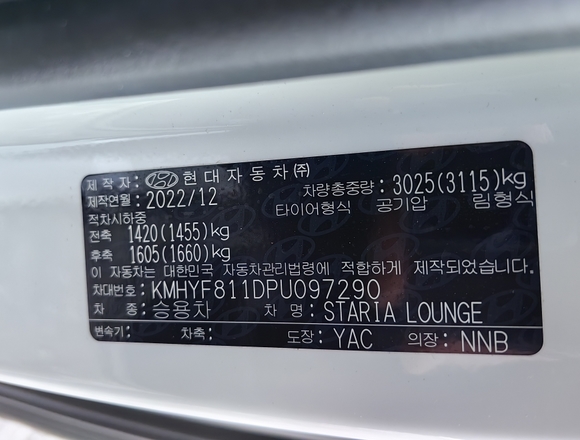 제 작 자: 현대자동차(주)
제작연월: 2022/12 차량총중량: 3025(3115)kg
적차시하중 타이어형식 공기압 림형식
전축 1420(1455)kg
후축 1605(1660)kg
이 자동차는 대한민국 자동차관리법령에 적합하게 제작되었습니다.
차대번호: KMHYF811DPU097290
차 종: 승용차 차 명: STARIA LOUNGE
변속기: 차축: 도장: YAC 의장: NNB